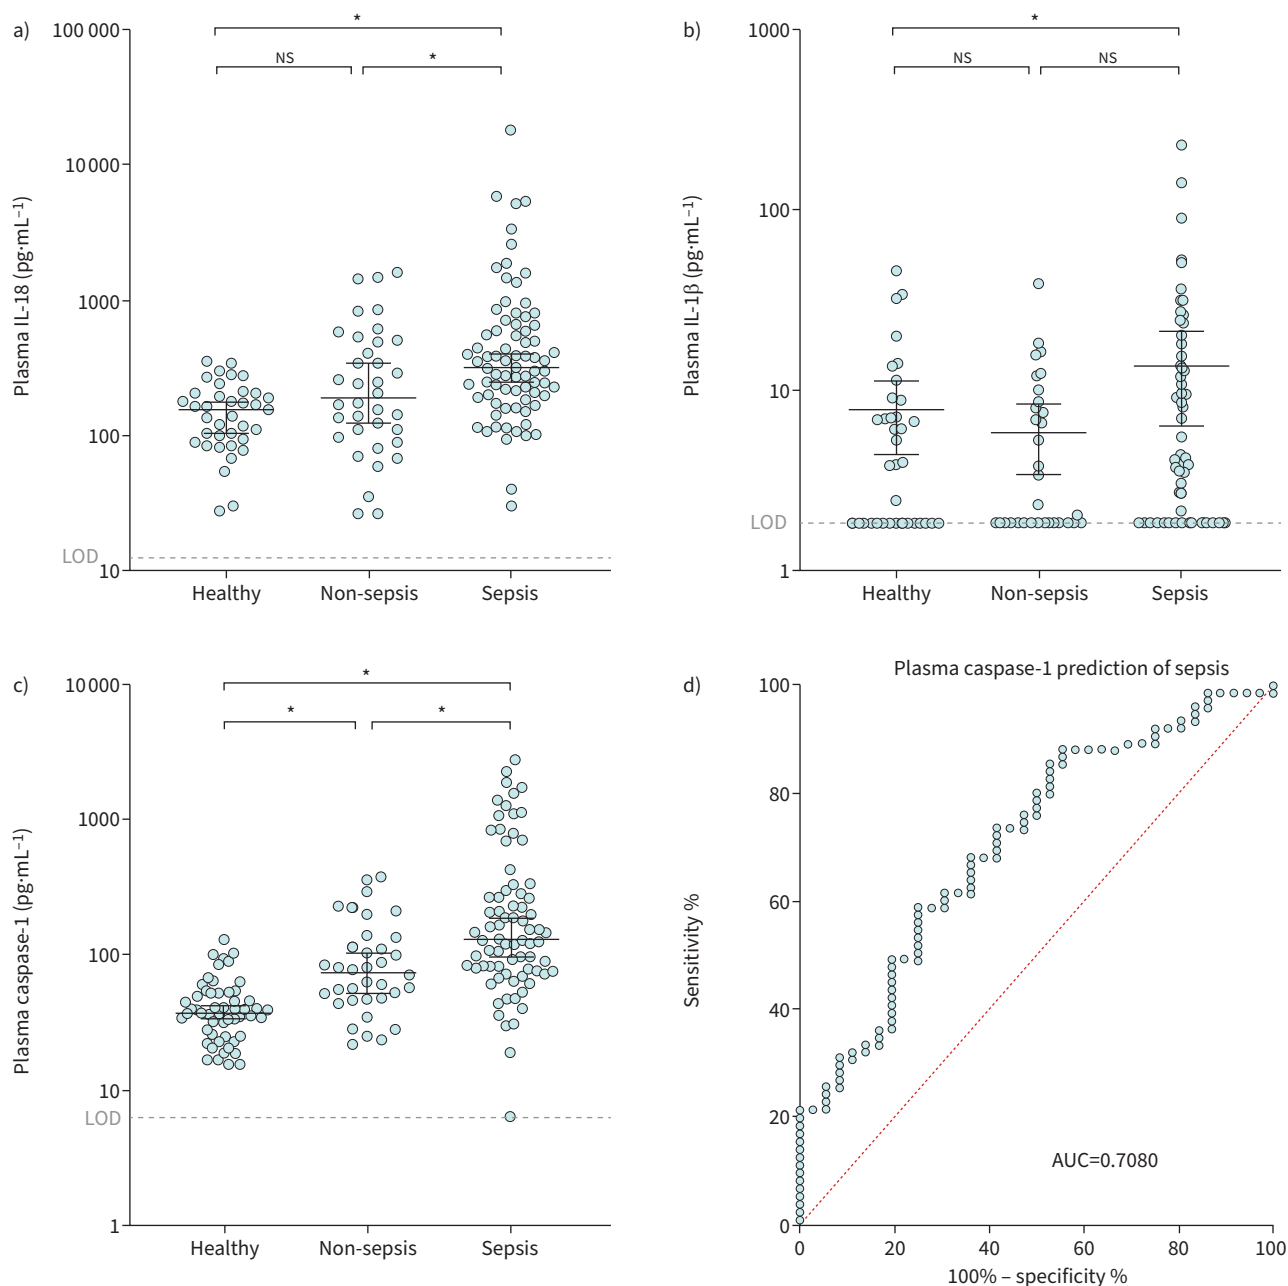 a)
100 000
10 000
1000
100
10
Plasma IL-18 (pg·mL⁻¹)
* 
NS
*
LOD
Healthy
Non-sepsis
Sepsis
b)
1000
100
10
1
Plasma IL-1β (pg·mL⁻¹)
*
NS
NS
LOD
Healthy
Non-sepsis
Sepsis
c)
10 000
1000
100
10
1
Plasma caspase-1 (pg·mL⁻¹)
*
*
*
LOD
Healthy
Non-sepsis
Sepsis
d)
Plasma caspase-1 prediction of sepsis
100
80
60
40
20
0
Sensitivity %
AUC=0.7080
0
20
40
60
80
100
100% – specificity %